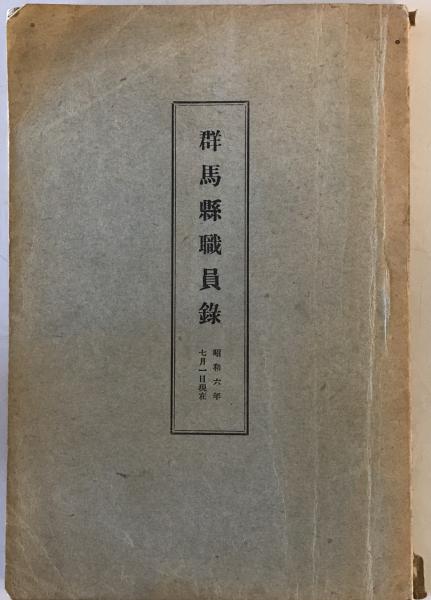 群馬縣職員錄
昭和六年
七月一日現在